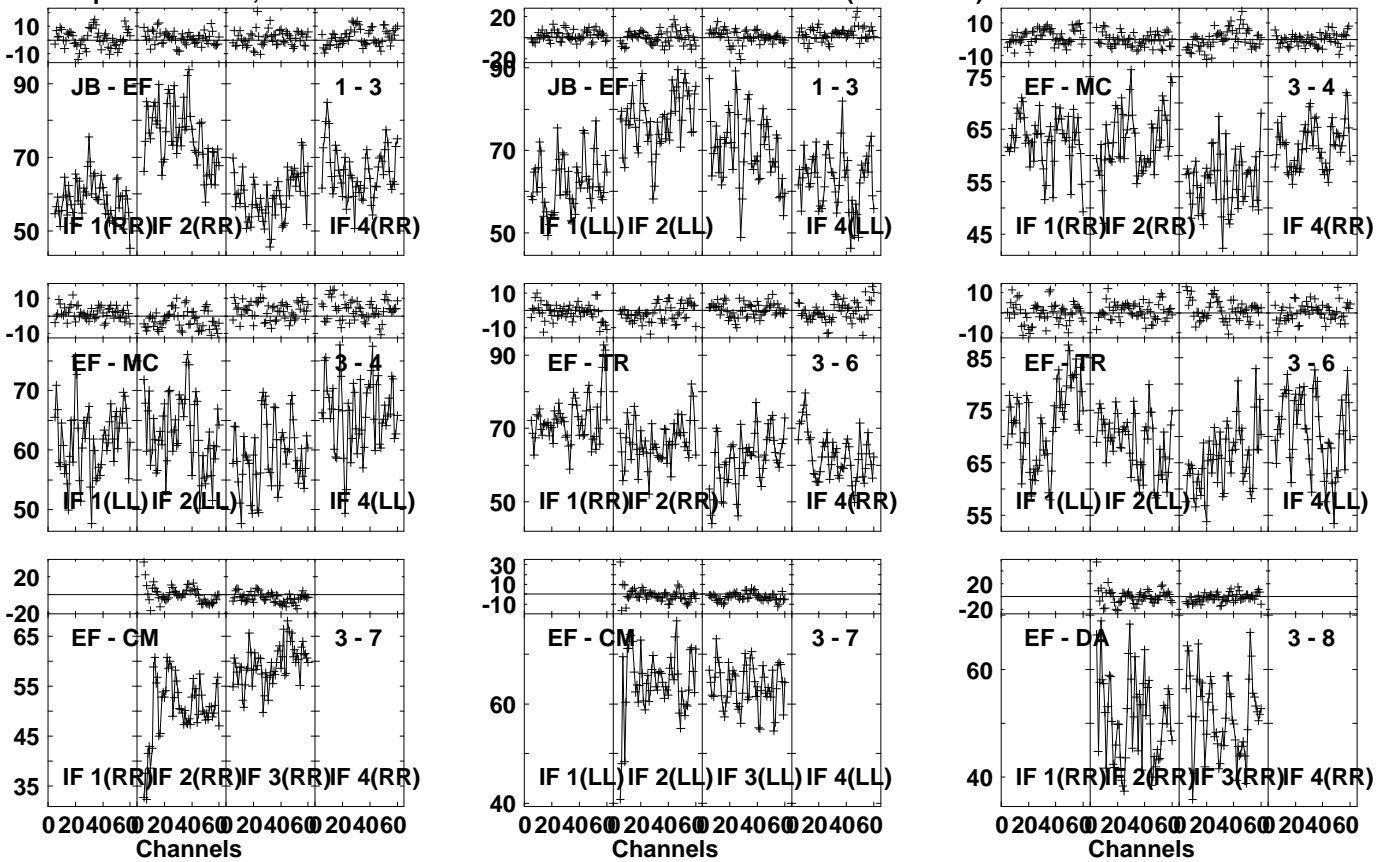 10
-10
JB - EF 1 - 3
90
70
50
IF 1(RR) IF 2(RR) IF 4(RR)
20
-20
JB - EF 1 - 3
90
70
50
IF 1(LL) IF 2(LL) IF 4(LL)
10
-10
EF - MC 3 - 4
75
65
55
45
IF 1(RR) IF 2(RR) IF 4(RR)
10
-10
EF - MC 3 - 4
70
60
50
IF 1(LL) IF 2(LL) IF 4(LL)
10
-10
EF - TR 3 - 6
90
70
50
IF 1(RR) IF 2(RR) IF 4(RR)
10
-10
EF - TR 3 - 6
85
75
65
55
IF 1(LL) IF 2(LL) IF 4(LL)
20
-20
EF - CM 3 - 7
65
55
45
35
IF 1(RR) IF 2(RR) IF 3(RR) IF 4(RR)
0 20 40 60 0 20 40 60 0 20 40 60 0 20 40 60
Channels
30
10
-10
EF - CM 3 - 7
60
40
IF 1(LL) IF 2(LL) IF 3(LL) IF 4(LL)
0 20 40 60 0 20 40 60 0 20 40 60 0 20 40 60
Channels
20
-20
EF - DA 3 - 8
60
40
IF 1(RR) IF 2(RR) IF 3(RR) IF 4(RR)
0 20 40 60 0 20 40 60 0 20 40 60 0 20 40 60
Channels